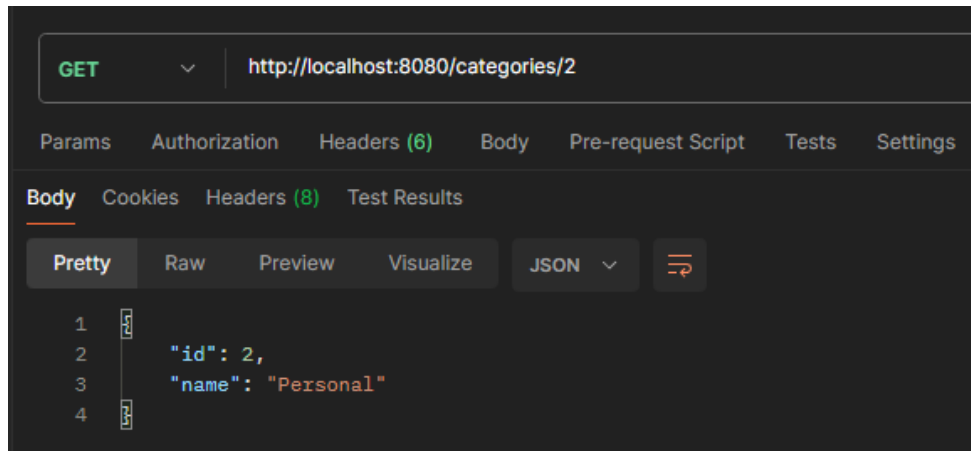 GET http://localhost:8080/categories/2
Params Authorization Headers (6) Body Pre-request Script Tests Settings
Body Cookies Headers (8) Test Results
Pretty Raw Preview Visualize JSON
1 {
2 "id": 2,
3 "name": "Personal"
4 }